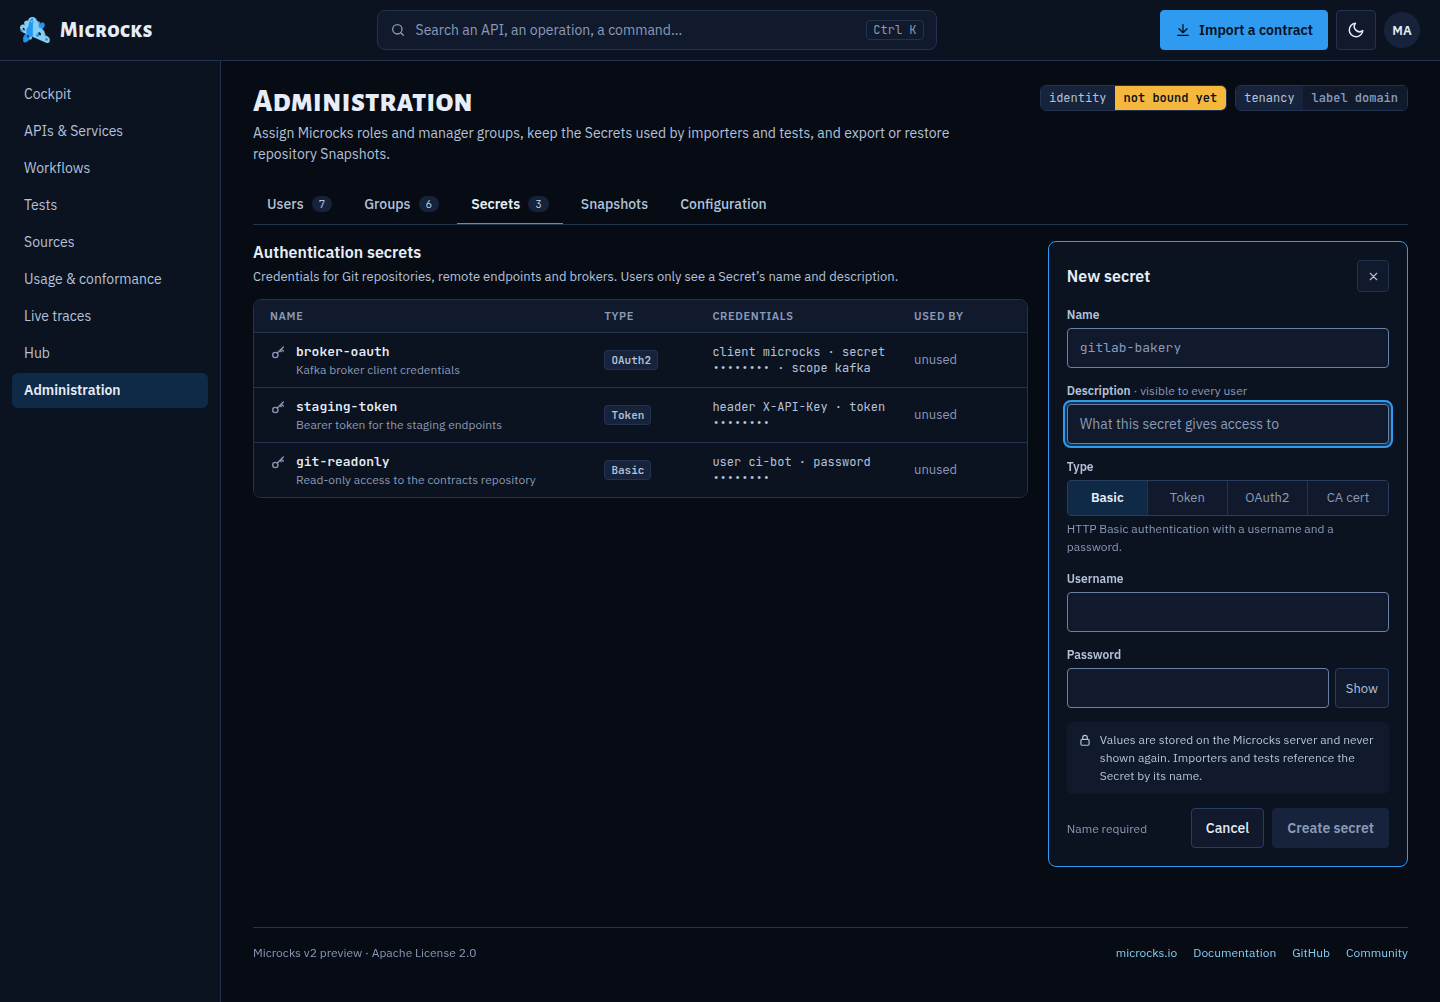 Microcks
Search an API, an operation, a command...
Ctrl K
Import a contract
MA
Cockpit
APIs & Services
Workflows
Tests
Sources
Usage & conformance
Live traces
Hub
Administration
Administration
identity not bound yet
tenancy label domain
Assign Microcks roles and manager groups, keep the Secrets used by importers and tests, and export or restore
repository Snapshots.
Users 7
Groups 6
Secrets 3
Snapshots
Configuration
Authentication secrets
Credentials for Git repositories, remote endpoints and brokers. Users only see a Secret’s name and description.
NAME TYPE CREDENTIALS USED BY
broker-oauth
Kafka broker client credentials
OAuth2
client microcks · secret
•••••••• · scope kafka
unused
staging-token
Bearer token for the staging endpoints
Token
header X-API-Key · token
••••••••
unused
git-readonly
Read-only access to the contracts repository
Basic
user ci-bot · password
••••••••
unused
New secret
Name
gitlab-bakery
Description · visible to every user
What this secret gives access to
Type
Basic Token OAuth2 CA cert
HTTP Basic authentication with a username and a
password.
Username
Password
Show
Values are stored on the Microcks server and never
shown again. Importers and tests reference the
Secret by its name.
Name required
Cancel
Create secret
Microcks v2 preview · Apache License 2.0
microcks.io Documentation GitHub Community